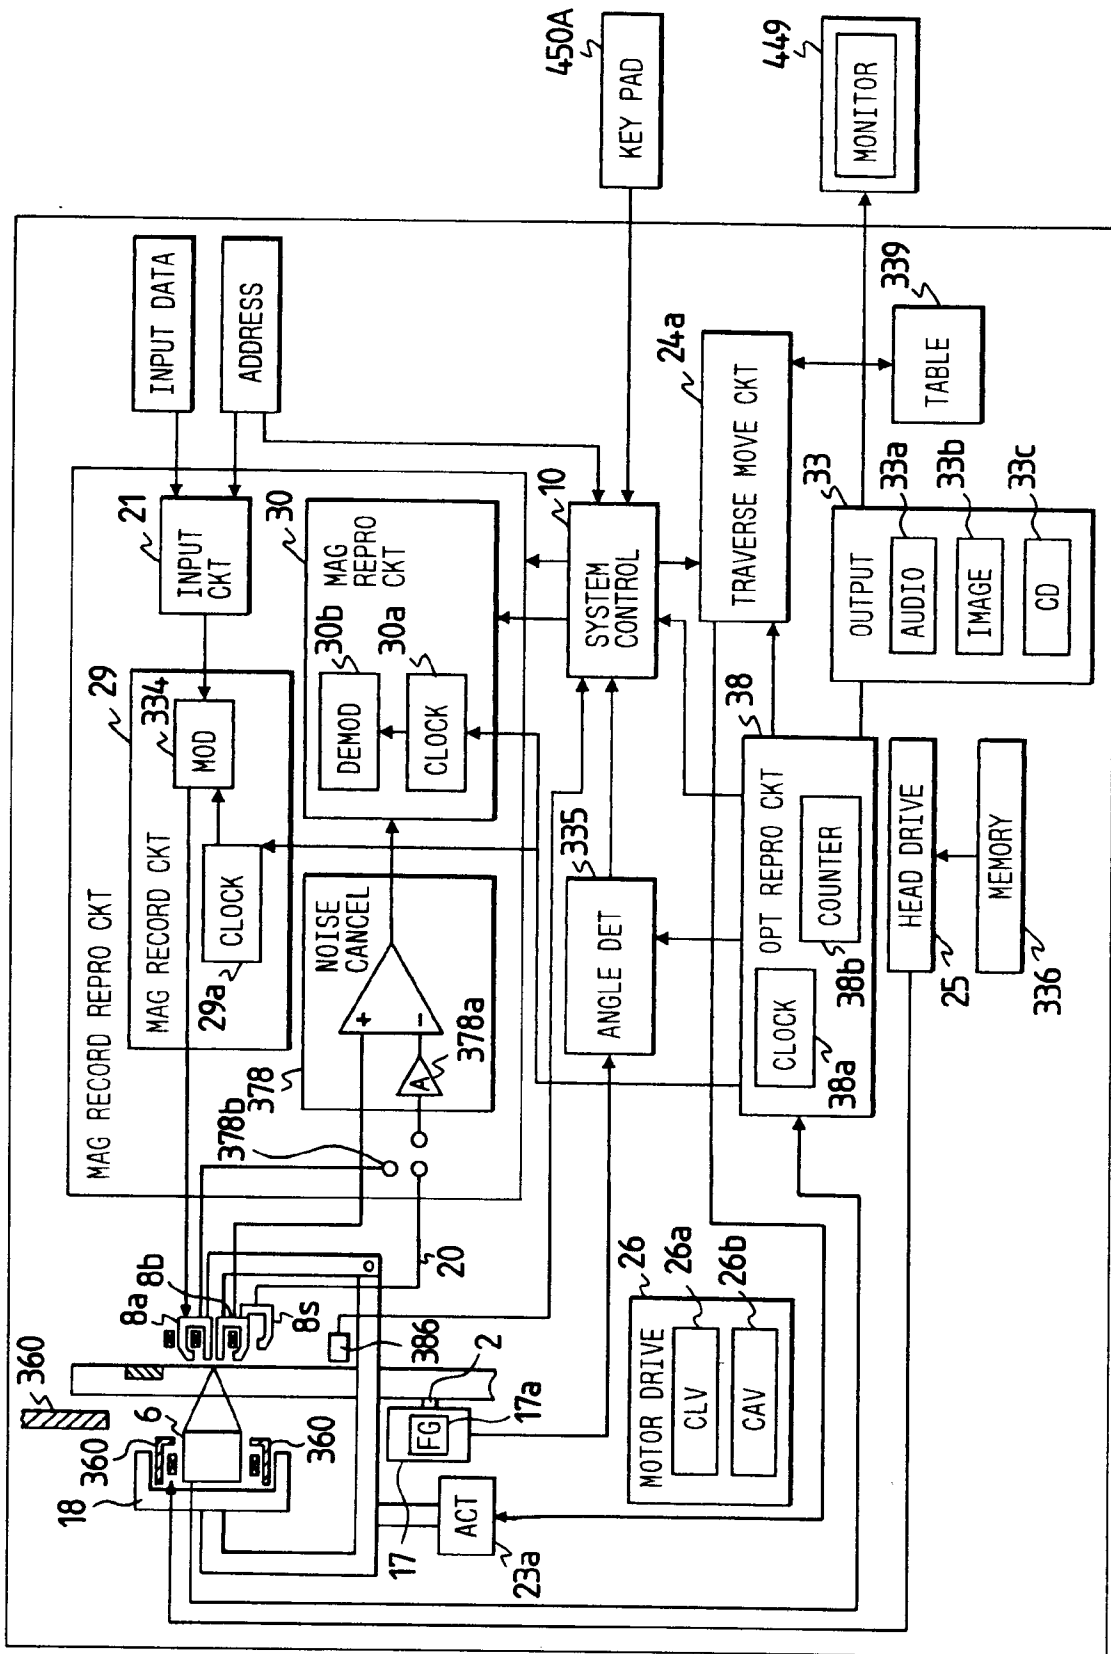 MAG RECORD REPRO CKT
MAG RECORD CKT
29
334
MOD
CLOCK
29a
INPUT
CKT
21
INPUT DATA
ADDRESS
360
360
6
18
360
8a
8b
8s
386
20
378b
378
NOISE
CANCEL
+
−
A
378a
30
MAG
REPRO
CKT
30b
DEMOD
30a
CLOCK
10
SYSTEM
CONTROL
450A
KEY PAD
2
17a
FG
17
ACT
23a
335
ANGLE DET
24a
TRAVERSE MOVE CKT
339
TABLE
449
MONITOR
26
MOTOR DRIVE
26a
CLV
26b
CAV
38
OPT REPRO CKT
CLOCK
38a
COUNTER
38b
33
OUTPUT
33a
AUDIO
33b
IMAGE
33c
CD
HEAD DRIVE
25
MEMORY
336